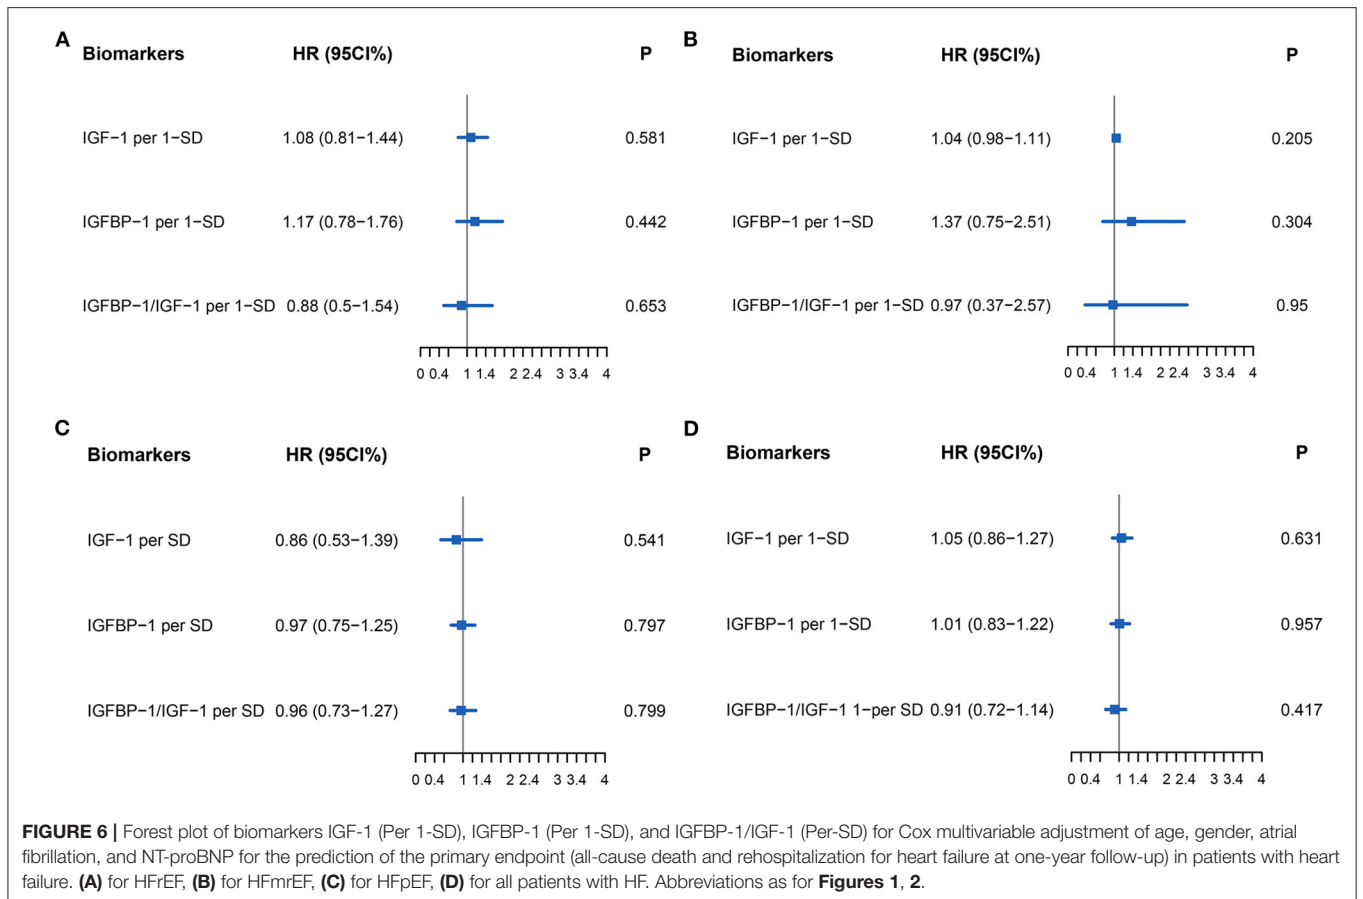 A
Biomarkers HR (95CI%) P
IGF−1 per 1−SD 1.08 (0.81−1.44) 0.581
IGFBP−1 per 1−SD 1.17 (0.78−1.76) 0.442
IGFBP−1/IGF−1 per 1−SD 0.88 (0.5−1.54) 0.653
0 0.4 1 1.4 2 2.4 3 3.4 4
B
Biomarkers HR (95CI%) P
IGF−1 per 1−SD 1.04 (0.98−1.11) 0.205
IGFBP−1 per 1−SD 1.37 (0.75−2.51) 0.304
IGFBP−1/IGF−1 per 1−SD 0.97 (0.37−2.57) 0.95
0 0.4 1 1.4 2 2.4 3 3.4 4
C
Biomarkers HR (95CI%) P
IGF−1 per SD 0.86 (0.53−1.39) 0.541
IGFBP−1 per SD 0.97 (0.75−1.25) 0.797
IGFBP−1/IGF−1 per SD 0.96 (0.73−1.27) 0.799
0 0.4 1 1.4 2 2.4 3 3.4 4
D
Biomarkers HR (95CI%) P
IGF−1 per 1−SD 1.05 (0.86−1.27) 0.631
IGFBP−1 per 1−SD 1.01 (0.83−1.22) 0.957
IGFBP−1/IGF−1 1−per SD 0.91 (0.72−1.14) 0.417
0 0.4 1 1.4 2 2.4 3 3.4 4
FIGURE 6 | Forest plot of biomarkers IGF-1 (Per 1-SD), IGFBP-1 (Per 1-SD), and IGFBP-1/IGF-1 (Per-SD) for Cox multivariable adjustment of age, gender, atrial
fibrillation, and NT-proBNP for the prediction of the primary endpoint (all-cause death and rehospitalization for heart failure at one-year follow-up) in patients with heart
failure. (A) for HFrEF, (B) for HFmrEF, (C) for HFpEF, (D) for all patients with HF. Abbreviations as for Figures 1, 2.